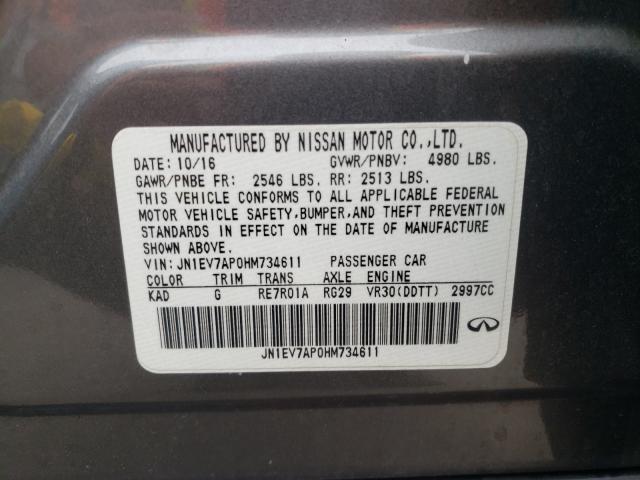 MANUFACTURED BY NISSAN MOTOR CO.,LTD.
DATE: 10/16 GVWR/PNBV: 4980 LBS.
GAWR/PNBE FR: 2546 LBS. RR: 2513 LBS.
THIS VEHICLE CONFORMS TO ALL APPLICABLE FEDERAL
MOTOR VEHICLE SAFETY,BUMPER,AND THEFT PREVENTION
STANDARDS IN EFFECT ON THE DATE OF MANUFACTURE
SHOWN ABOVE.
VIN: JN1EV7AP0HM734611 PASSENGER CAR
COLOR TRIM TRANS AXLE ENGINE
KAD G RE7R01A RG29 VR30(DDTT) 2997CC
JN1EV7AP0HM734611